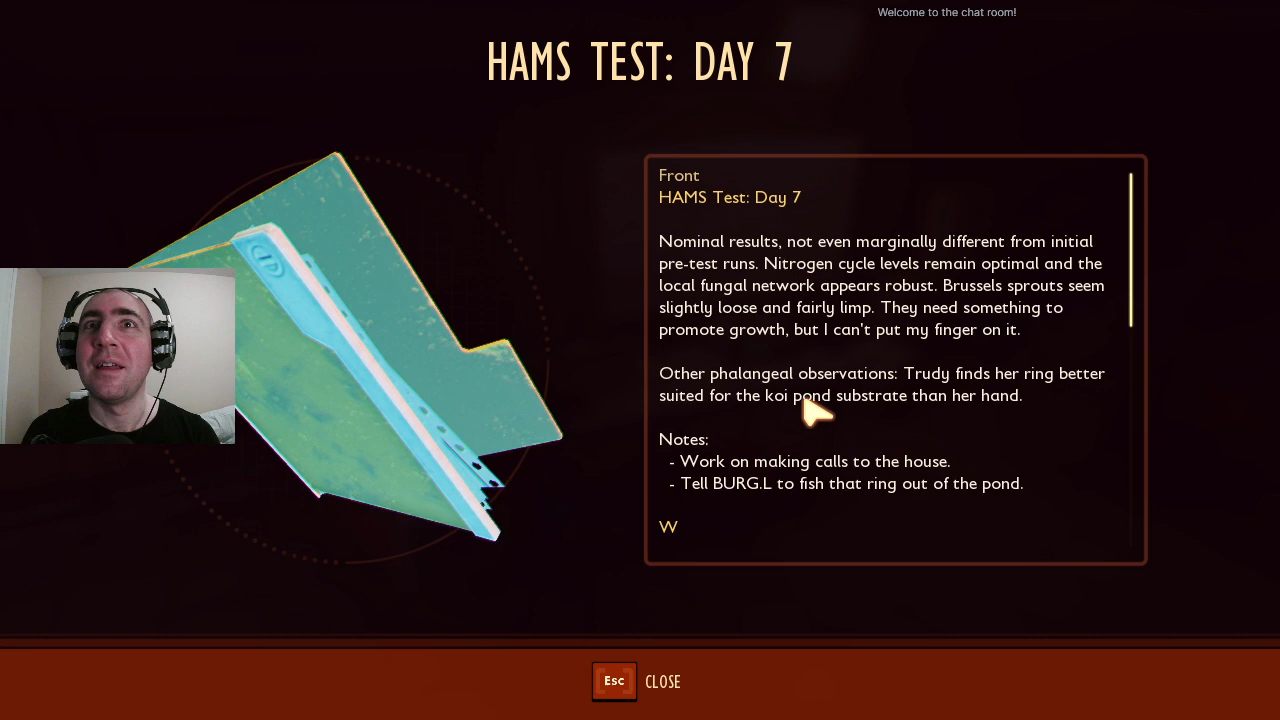 Welcome to the chat room!
HAMS TEST: DAY 7
Front
HAMS Test: Day 7
Nominal results, not even marginally different from initial
pre-test runs. Nitrogen cycle levels remain optimal and the
local fungal network appears robust. Brussels sprouts seem
slightly loose and fairly limp. They need something to
promote growth, but I can't put my finger on it.
Other phalangeal observations: Trudy finds her ring better
suited for the koi pond substrate than her hand.
Notes:
- Work on making calls to the house.
- Tell BURG.L to fish that ring out of the pond.
W
Esc CLOSE